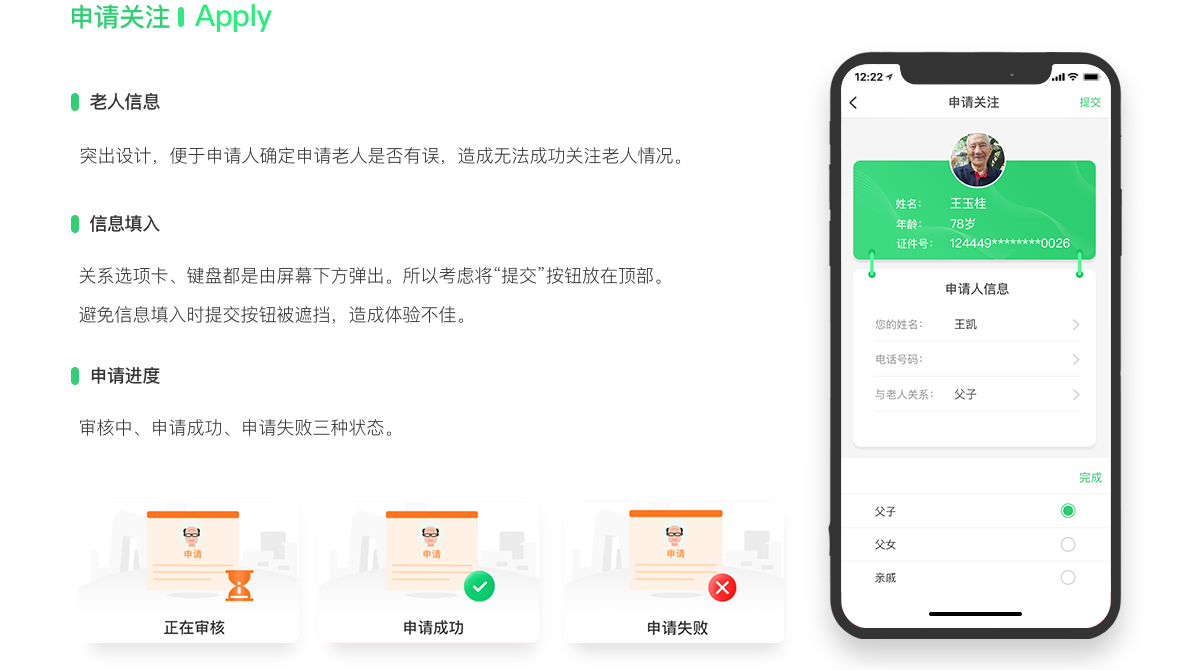 申请关注 Apply
老人信息
突出设计，便于申请人确定申请老人是否有误，造成无法成功关注老人情况。
信息填入
关系选项卡、键盘都是由屏幕下方弹出。所以考虑将“提交”按钮放在顶部。
避免信息填入时提交按钮被遮挡，造成体验不佳。
申请进度
审核中、申请成功、申请失败三种状态。
申请
正在审核
申请
申请成功
申请
申请失败
12:22
申请关注
提交
姓名： 王玉桂
年龄： 78岁
证件号： 124449********0026
申请人信息
您的姓名： 王凯
电话号码：
与老人关系： 父子
完成
父子
父女
亲戚